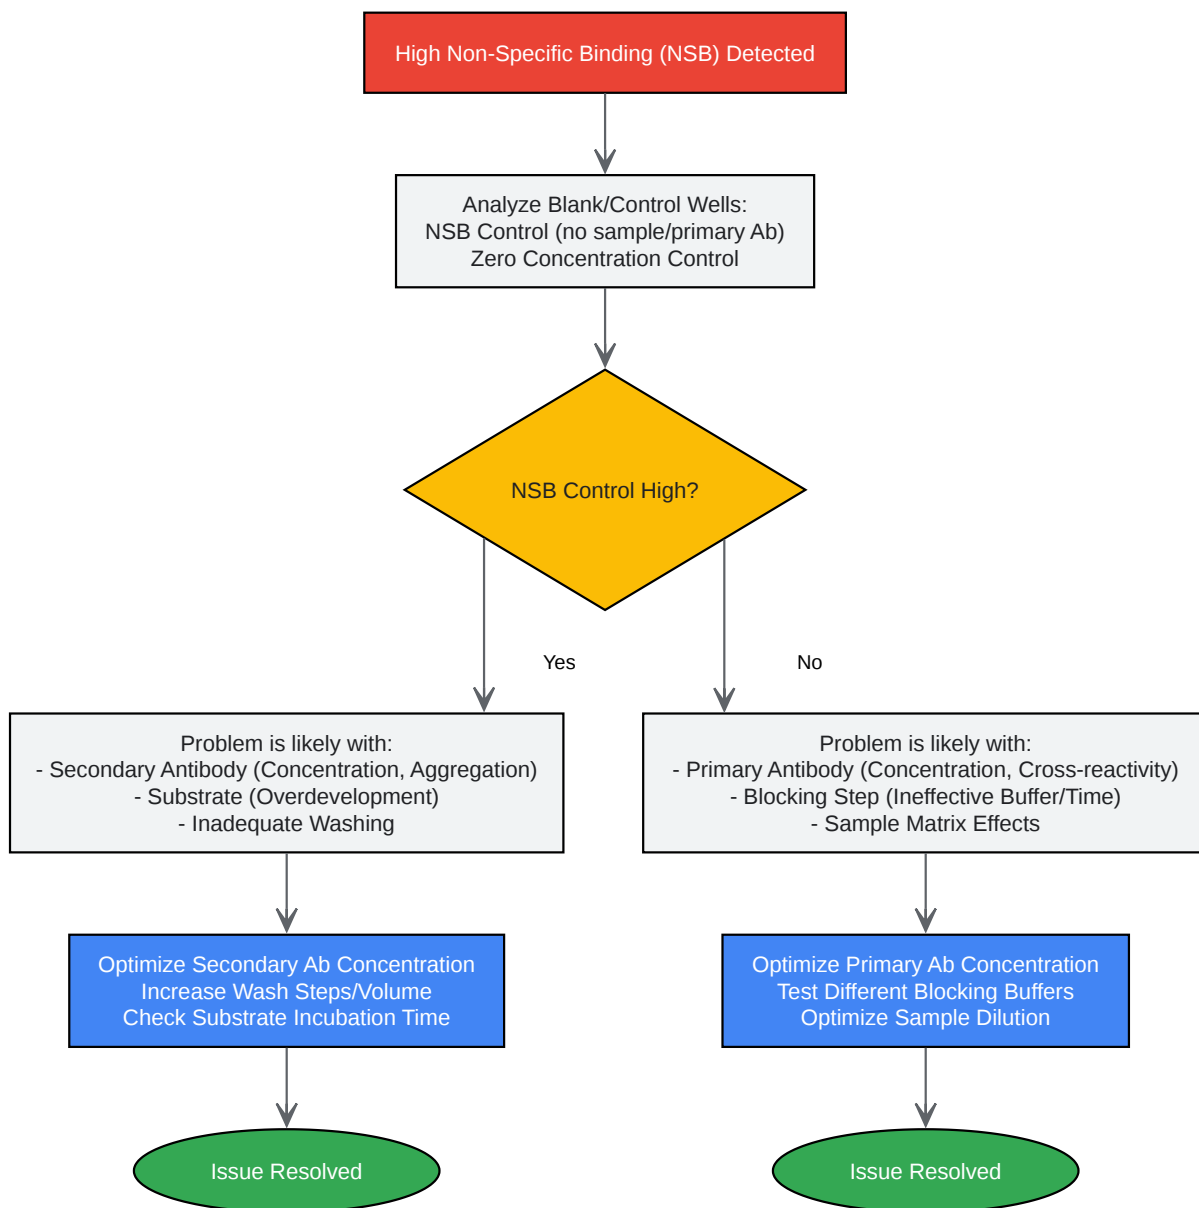 High Non-Specific Binding (NSB) Detected
Analyze Blank/Control Wells:
NSB Control (no sample/primary Ab)
Zero Concentration Control
NSB Control High?
Yes
No
Problem is likely with:
- Secondary Antibody (Concentration, Aggregation)
- Substrate (Overdevelopment)
- Inadequate Washing
Problem is likely with:
- Primary Antibody (Concentration, Cross-reactivity)
- Blocking Step (Ineffective Buffer/Time)
- Sample Matrix Effects
Optimize Secondary Ab Concentration
Increase Wash Steps/Volume
Check Substrate Incubation Time
Optimize Primary Ab Concentration
Test Different Blocking Buffers
Optimize Sample Dilution
Issue Resolved
Issue Resolved